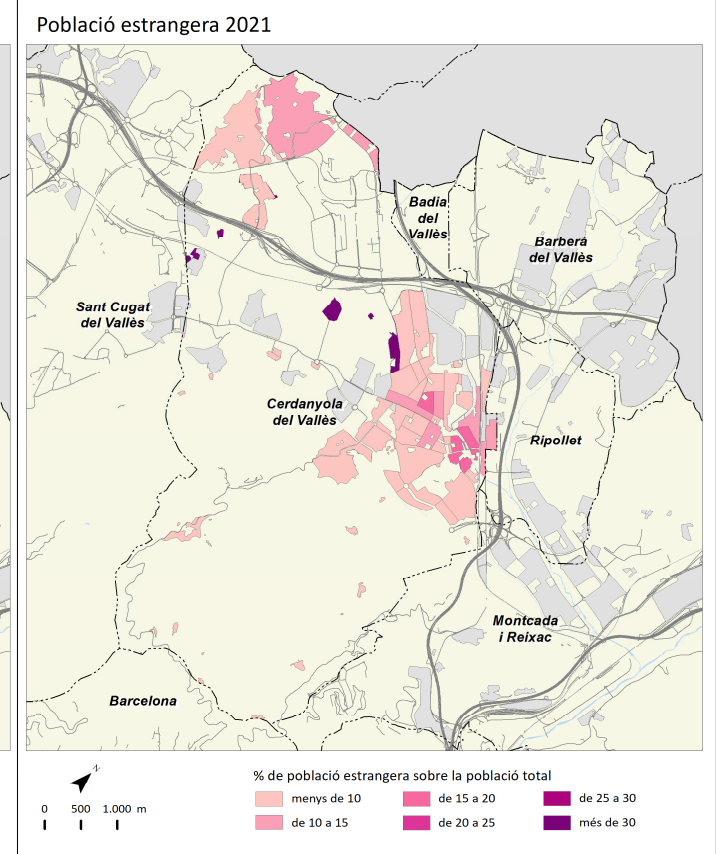 Població estrangera 2021
Badia
del
Vallès
Barberà
del Vallès
Sant Cugat
del Vallès
Cerdanyola
del Vallès
Ripollet
Montcada
i Reixac
Barcelona
N
0 500 1.000 m
% de població estrangera sobre la població total
menys de 10
de 10 a 15
de 15 a 20
de 20 a 25
de 25 a 30
més de 30